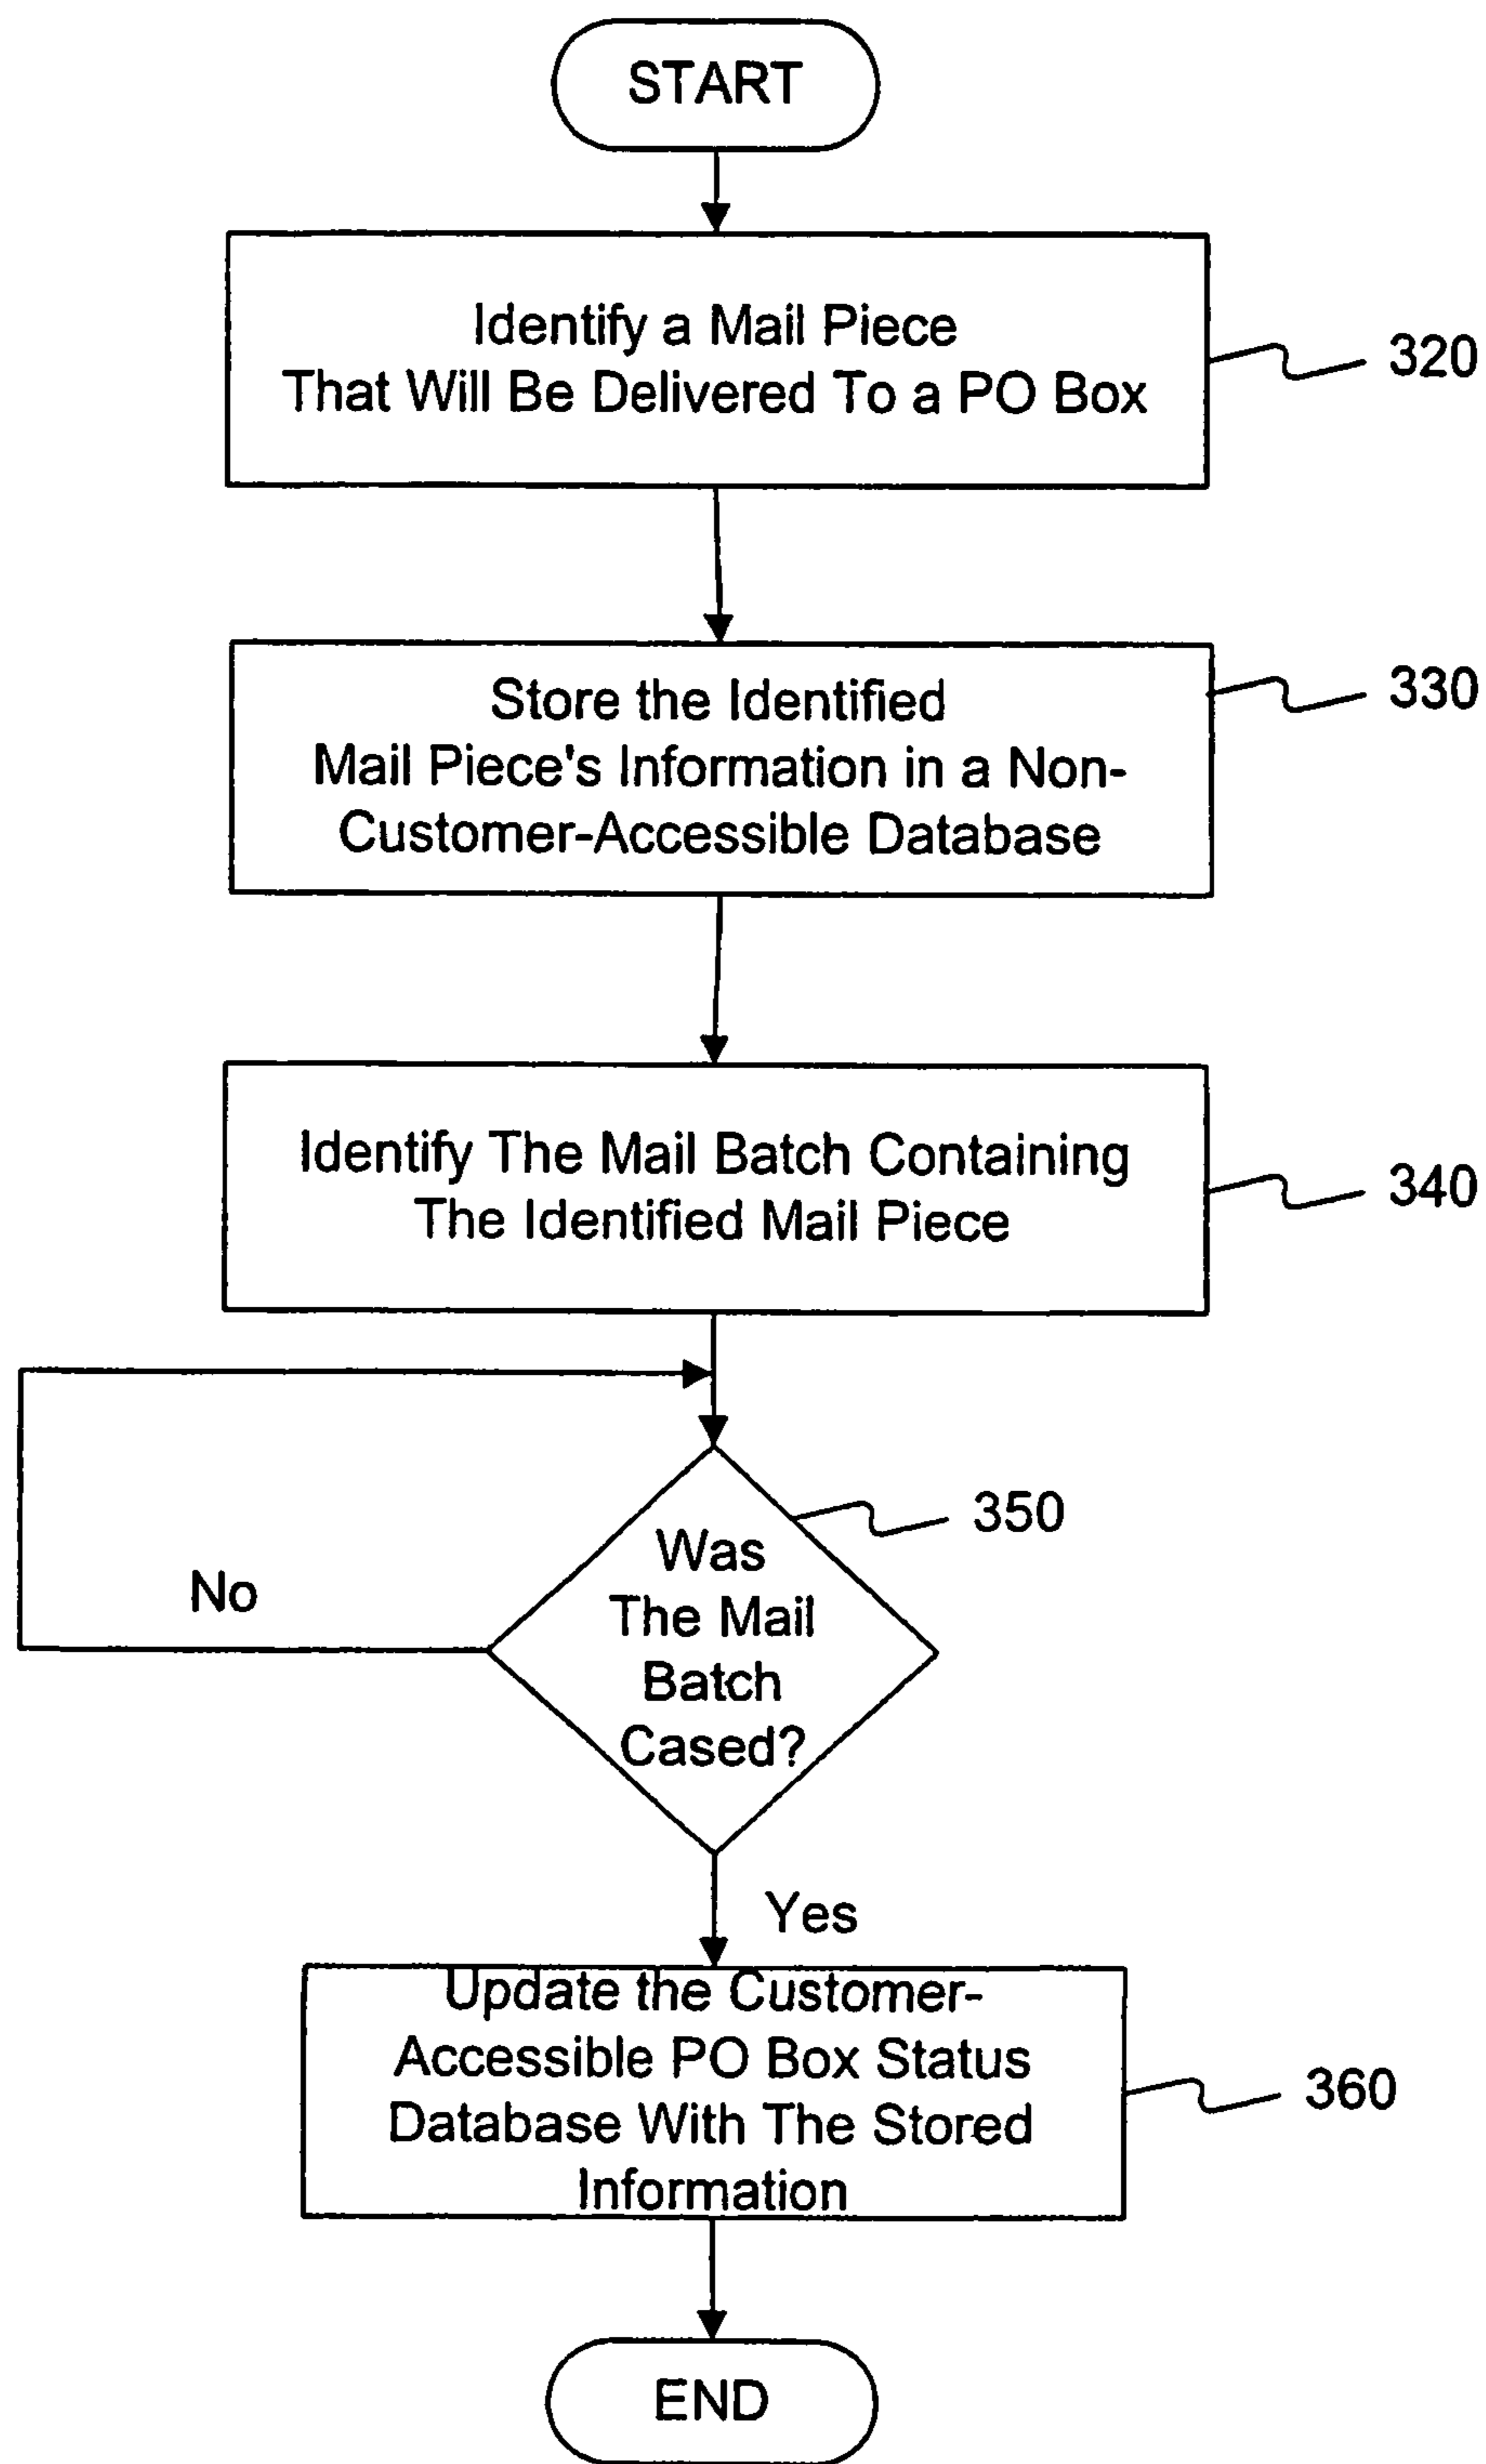 START
Identify a Mail Piece
That Will Be Delivered To a PO Box
320
Store the Identified
Mail Piece's Information in a Non-
Customer-Accessible Database
330
Identify The Mail Batch Containing
The Identified Mail Piece
340
Was
The Mail
Batch
Cased?
350
No
Yes
Update the Customer-
Accessible PO Box Status
Database With The Stored
Information
360
END